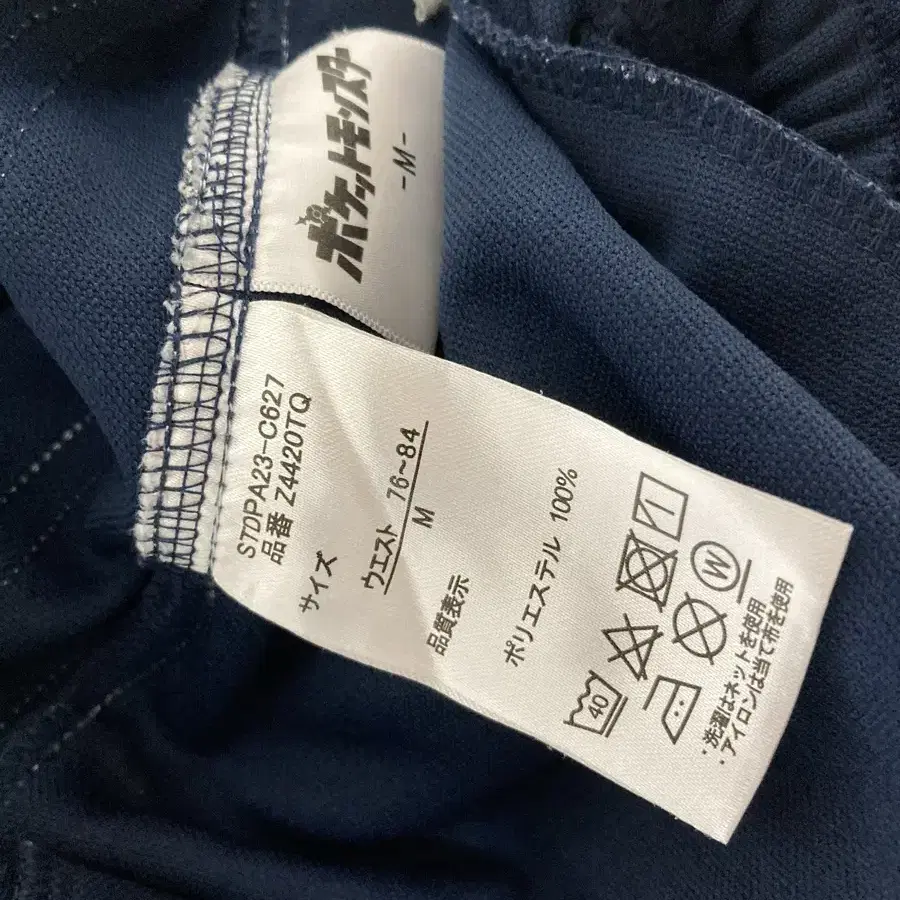 ポケットモンスター
-M-
STDPA23-C627
品番 Z4420TQ
サイズ
ウエスト 76~84
M
品質表示
ポリエステル 100%
40
W
・洗濯はネットを使用
・アイロンは当て布を使用